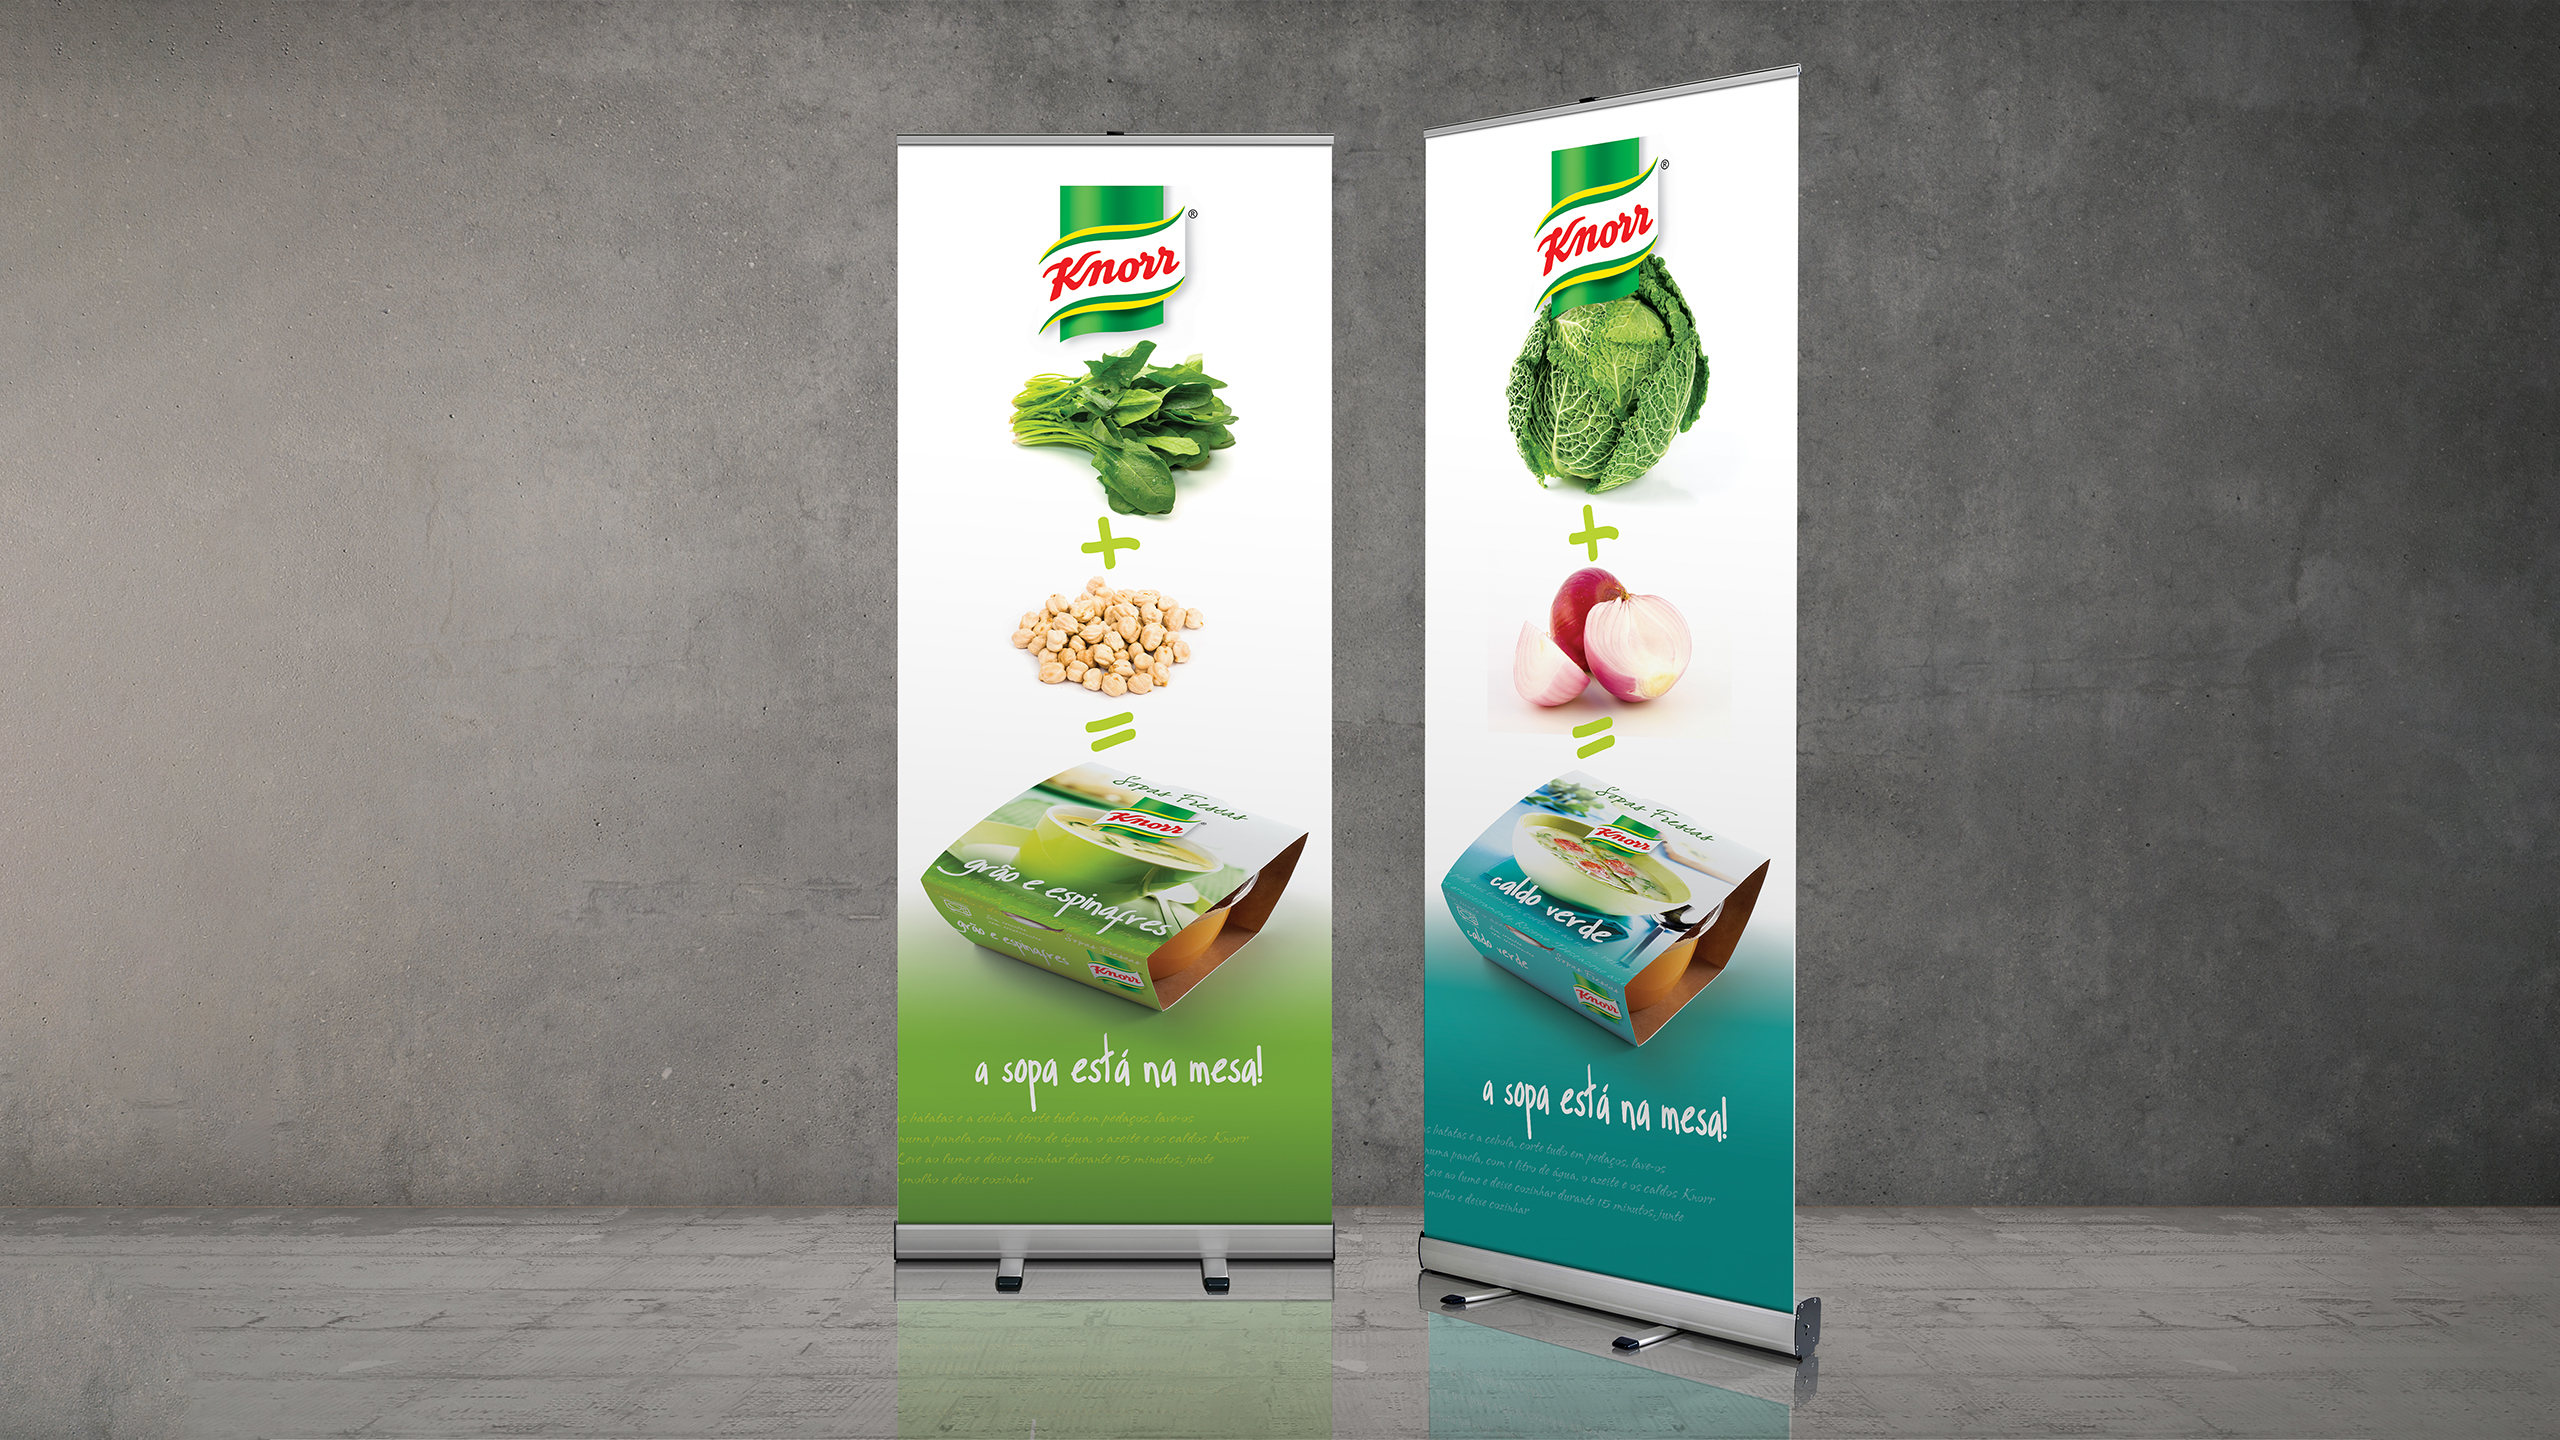 Knorr ®
Sopas Frescas
Knorr ®
grão e espinafres
grão e espinafres
Sopas Frescas
Knorr
a sopa está na mesa!
s batatas e a cebola, corte tudo em pedaços, lave-os
numa panela, com 1 litro de água, o azeite e os caldos Knorr
Leve ao lume e deixe cozinhar durante 15 minutos, junte
molho e deixe cozinhar
Knorr ®
Sopas Frescas
Knorr
caldo verde
caldo verde
Sopas Frescas
Knorr
a sopa está na mesa!
s batatas e a cebola, corte tudo em pedaços, lave-os
numa panela, com 1 litro de água, o azeite e os caldos Knorr
Leve ao lume e deixe cozinhar durante 15 minutos, junte
molho e deixe cozinhar